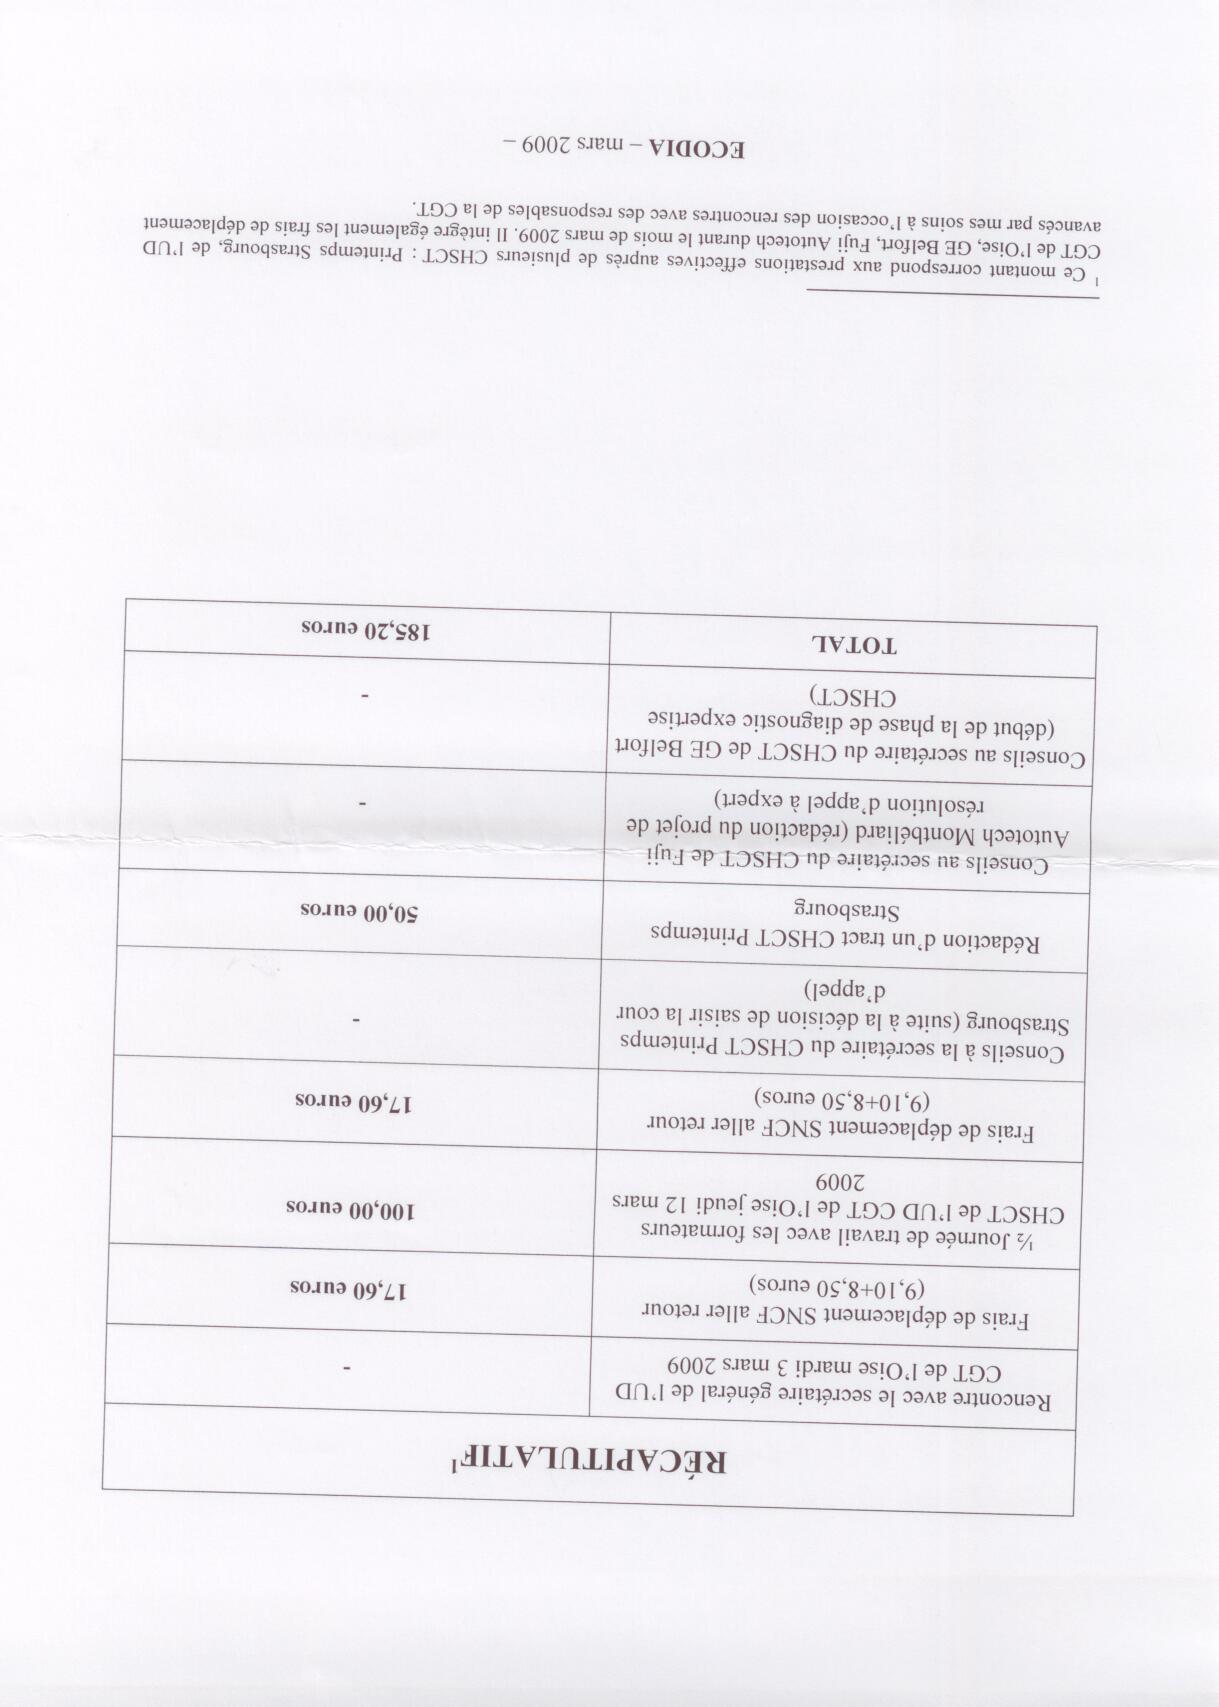 RÉCAPITULATIF¹
Rencontre avec le secrétaire général de l'UD
CGT de l'Oise mardi 3 mars 2009
-
Frais de déplacement SNCF aller retour
(9,10+8,50 euros)
17,60 euros
½ Journée de travail avec les formateurs
CHSCT de l'UD CGT de l'Oise jeudi 12 mars
2009
100,00 euros
Frais de déplacement SNCF aller retour
(9,10+8,50 euros)
17,60 euros
Conseils à la secrétaire du CHSCT Printemps
Strasbourg (suite à la décision de saisir la cour
d'appel)
-
Rédaction d'un tract CHSCT Printemps
Strasbourg
50,00 euros
Conseils au secrétaire du CHSCT de Fuji
Autotech Montbéliard (rédaction du projet de
résolution d'appel à expert)
-
Conseils au secrétaire du CHSCT de GE Belfort
(début de la phase de diagnostic expertise
CHSCT)
-
TOTAL
185,20 euros
¹ Ce montant correspond aux prestations effectives auprès de plusieurs CHSCT : Printemps Strasbourg, de l'UD
CGT de l'Oise, GE Belfort, Fuji Autotech durant le mois de mars 2009. Il intègre également les frais de déplacement
avancés par mes soins à l'occasion des rencontres avec des responsables de la CGT.
ECODIA – mars 2009 –